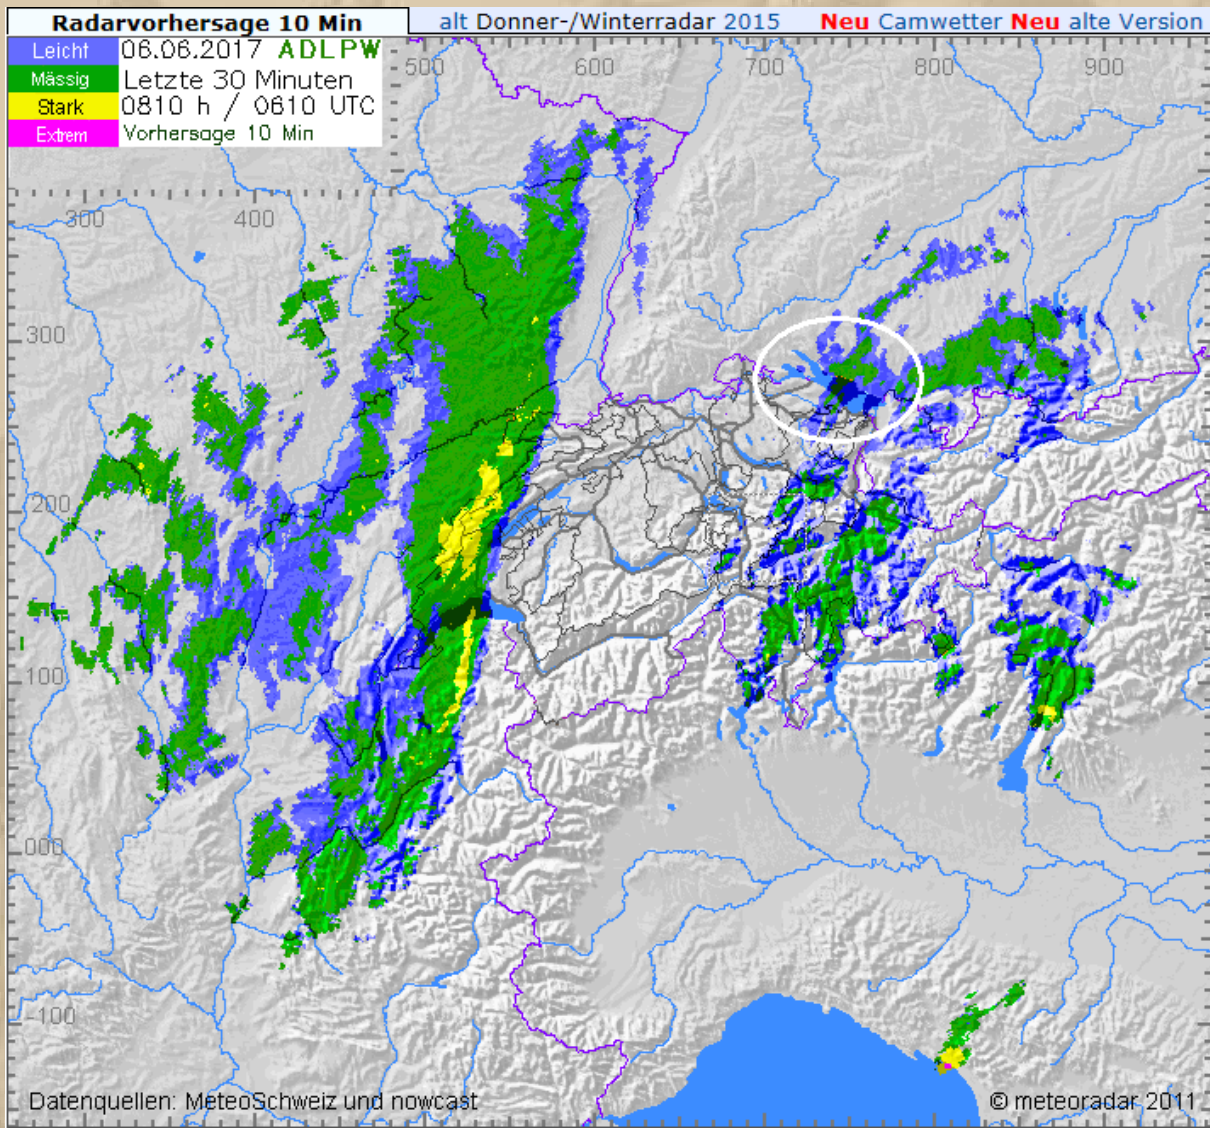 Radarvorhersage 10 Min alt Donner-/Winterradar 2015 Neu Camwetter Neu alte Version
Leicht 06.06.2017 ADLPW
Mässig Letzte 30 Minuten
Stark 0810 h / 0610 UTC
Extrem Vorhersage 10 Min
500 600 700 800 900
300 400
300
200
100
000
-100
Datenquellen: MeteoSchweiz und nowcast © meteoradar 2011